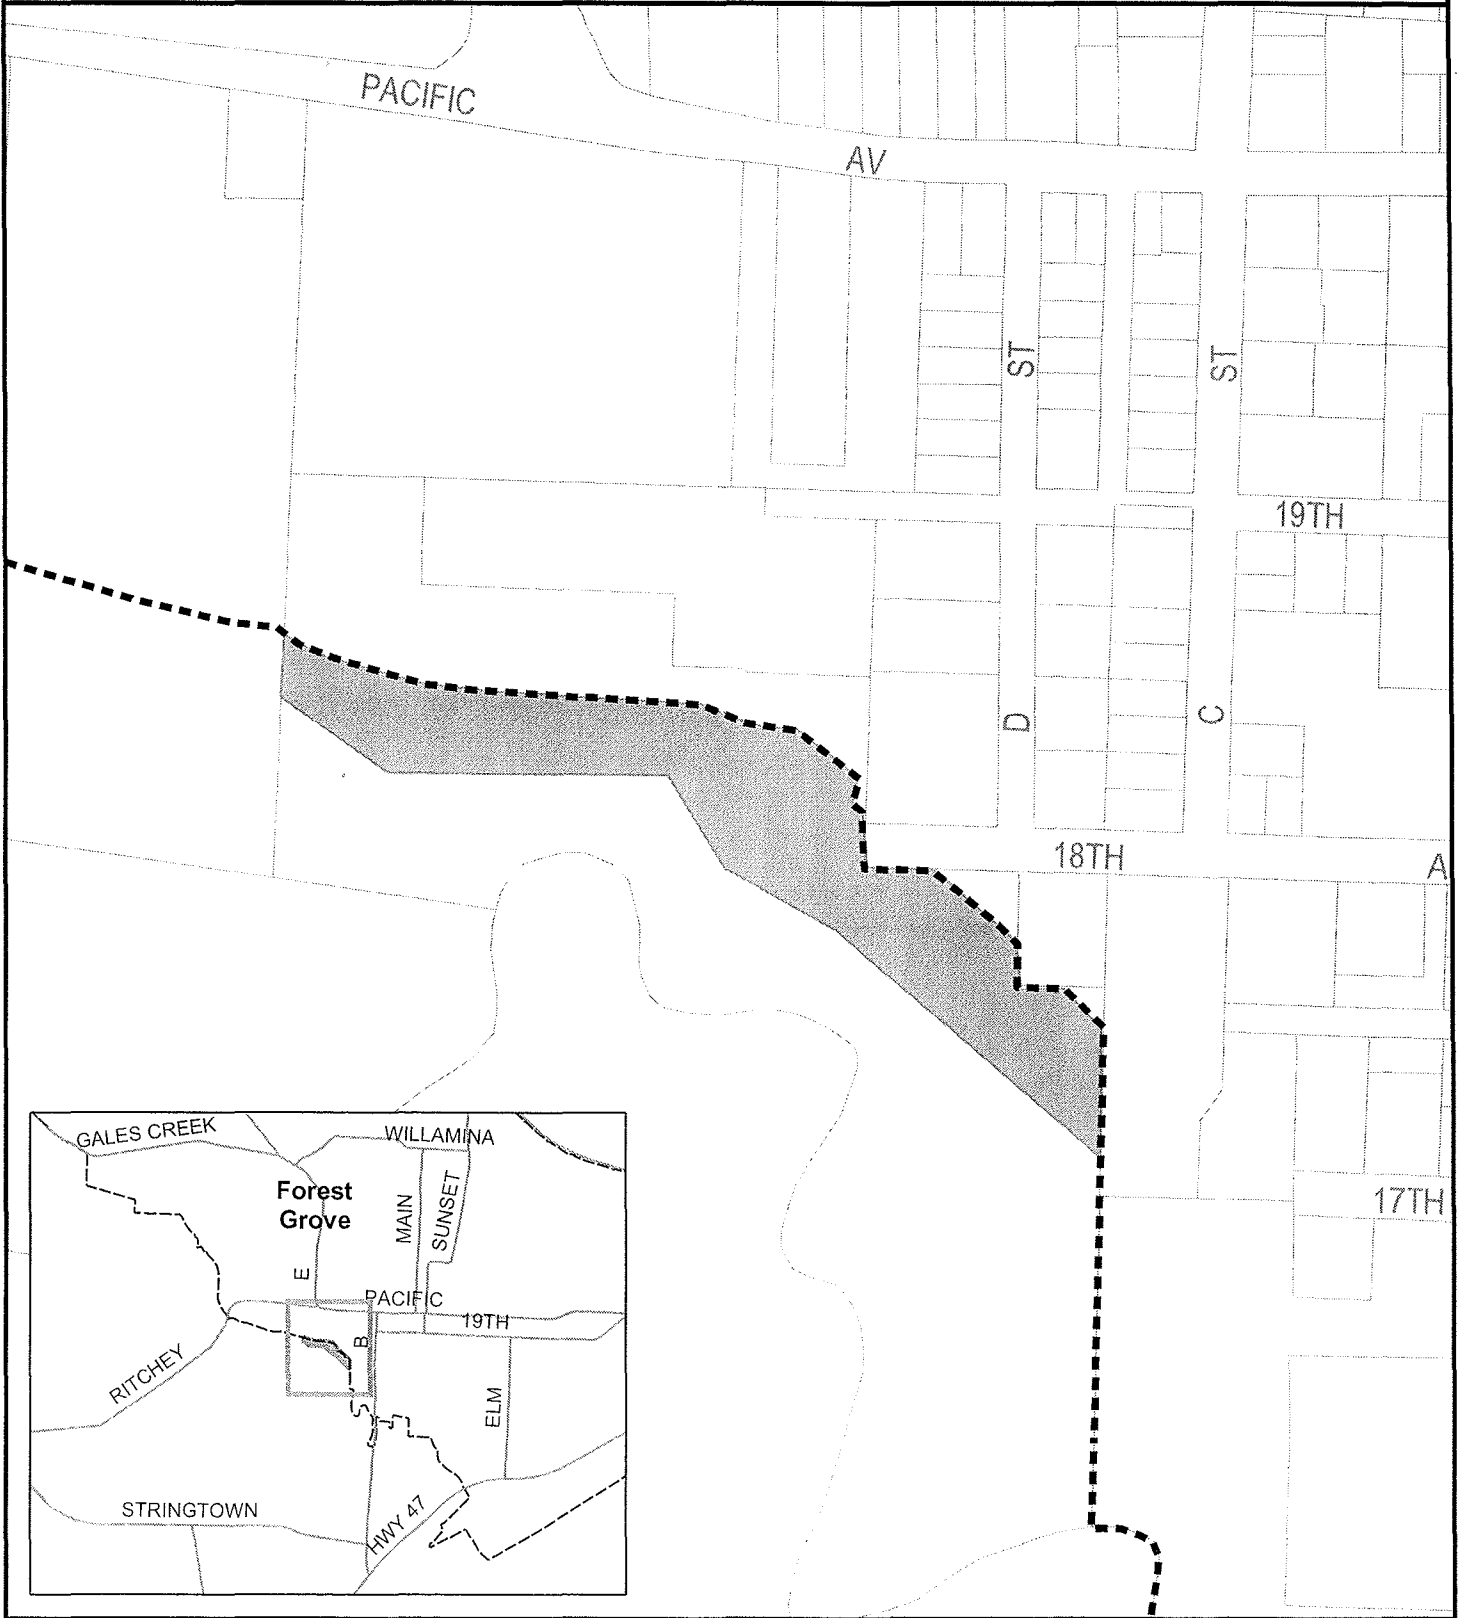 PACIFIC
AV
ST
ST
19TH
D
C
18TH
A
17TH
GALES CREEK
WILLAMINA
Forest
Grove
MAIN
SUNSET
E
PACIFIC
19TH
B
RITCHEY
ELM
STRINGTOWN
HWY 47